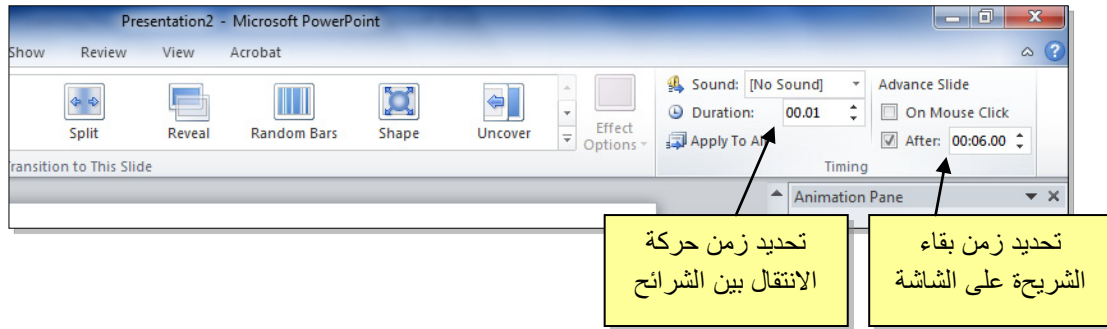 Presentation2 - Microsoft PowerPoint
Show Review View Acrobat
Sound: [No Sound] Advance Slide
Duration: 00.01 On Mouse Click
Split Reveal Random Bars Shape Uncover Effect Options
Apply To After: 00:06.00
Transition to This Slide Timing
Animation Pane
تحديد زمن حركة
الانتقال بين الشرائح
تحديد زمن بقاء
الشريحة على الشاشة